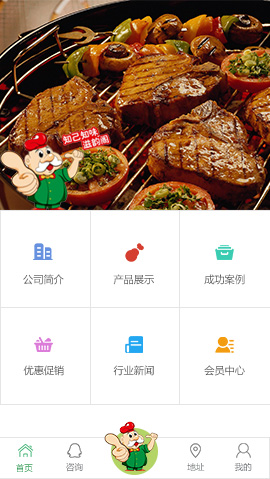 知己知味
滋韵阁
公司简介
产品展示
成功案例
优惠促销
行业新闻
会员中心
首页
咨询
地址
我的